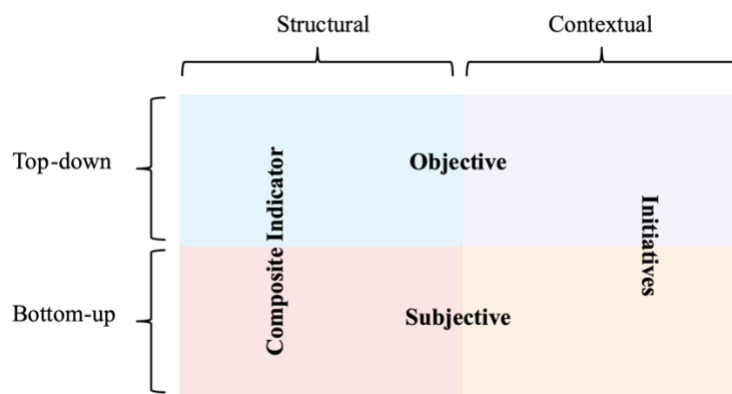 Structural
Contextual
Top-down
Objective
Composite Indicator
Initiatives
Bottom-up
Subjective